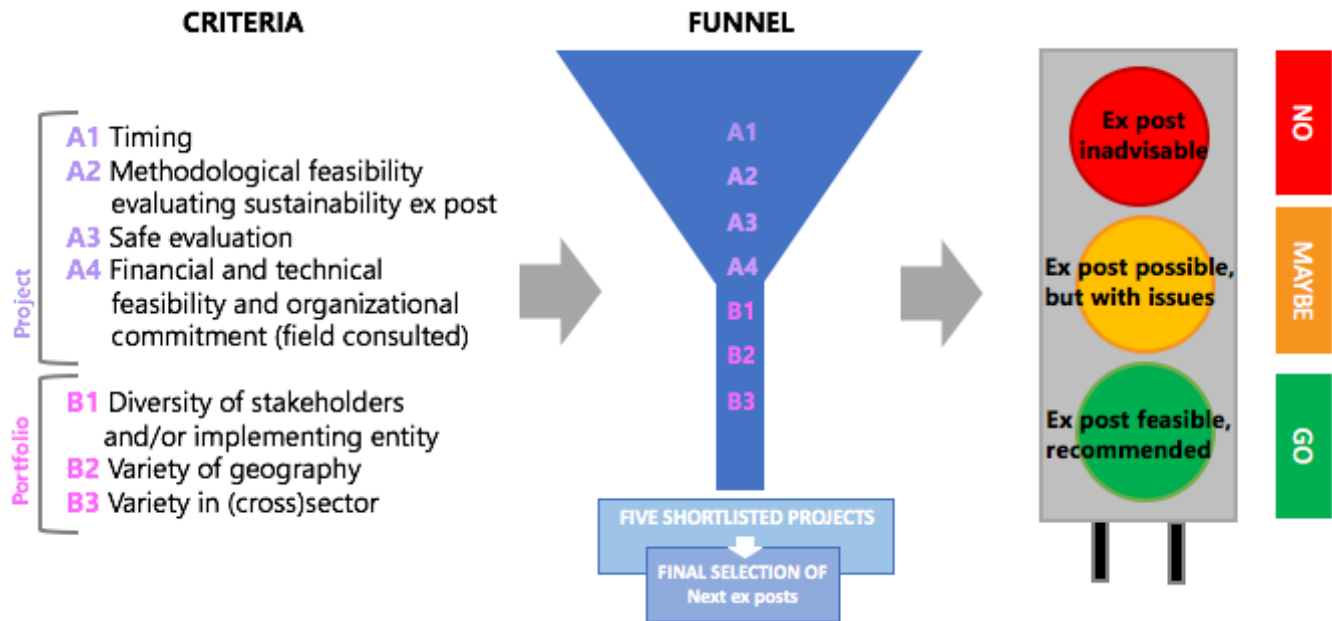 CRITERIA
Project
A1 Timing
A2 Methodological feasibility
evaluating sustainability ex post
A3 Safe evaluation
A4 Financial and technical
feasibility and organizational
commitment (field consulted)
Portfolio
B1 Diversity of stakeholders
and/or implementing entity
B2 Variety of geography
B3 Variety in (cross)sector
FUNNEL
A1
A2
A3
A4
B1
B2
B3
FIVE SHORTLISTED PROJECTS
FINAL SELECTION OF
Next ex posts
Ex post
inadvisable
NO
Ex post possible,
but with issues
MAYBE
Ex post feasible,
recommended
GO